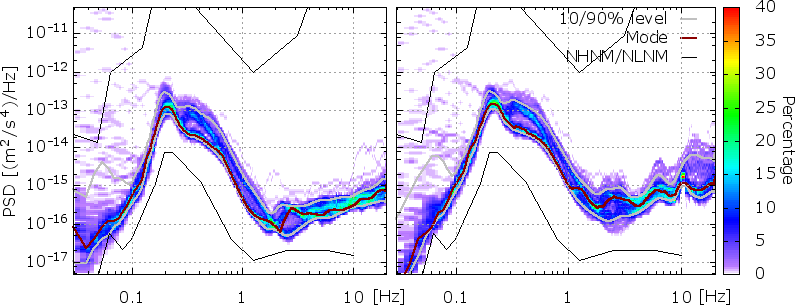 10/90% level
Mode
NHNM/NLNM
PSD [(m²/s⁴)/Hz]
10⁻¹¹
10⁻¹²
10⁻¹³
10⁻¹⁴
10⁻¹⁵
10⁻¹⁶
10⁻¹⁷
0.1 1 10 [Hz]
0.1 1 10 [Hz]
40
35
30
25
20
15
10
5
0
Percentage